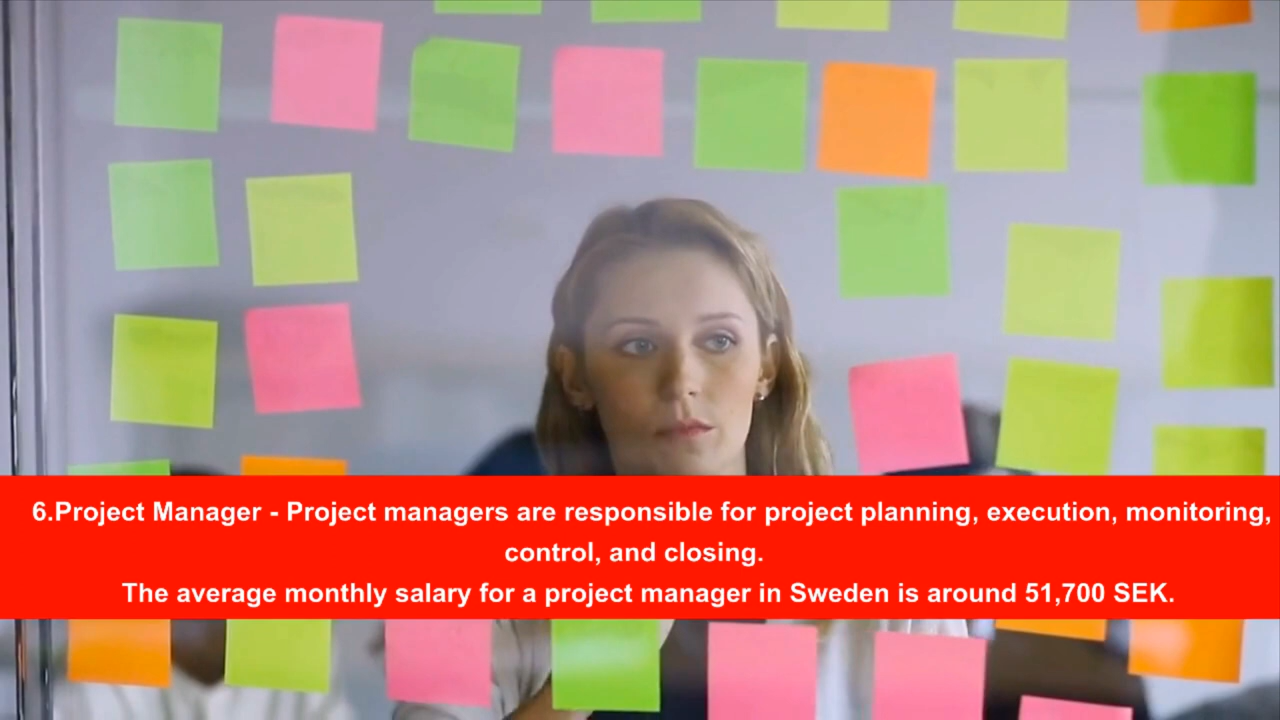 6.Project Manager - Project managers are responsible for project planning, execution, monitoring,
control, and closing.
The average monthly salary for a project manager in Sweden is around 51,700 SEK.